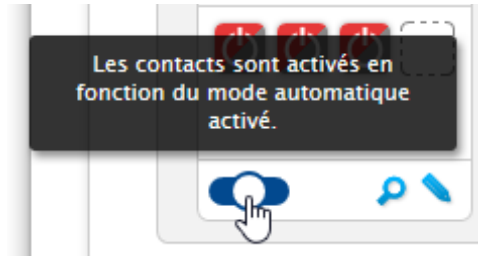 Les contacts sont activés en
fonction du mode automatique
activé.